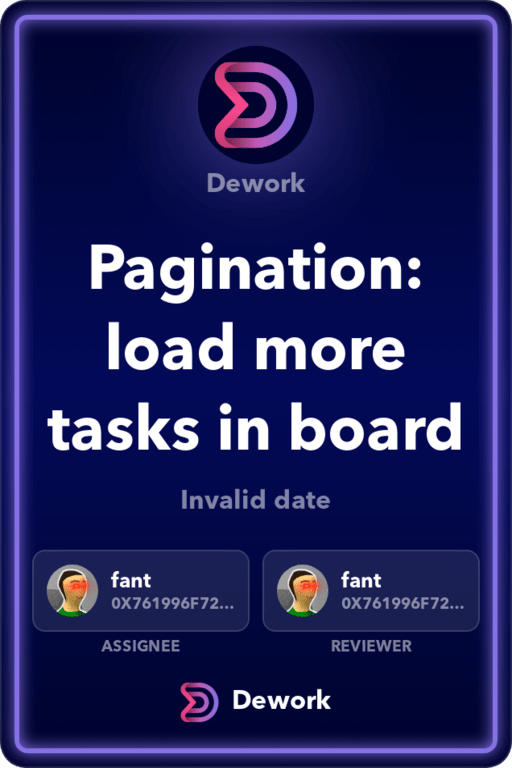 Dework
Pagination:
load more
tasks in board
Invalid date
fant
0X761996F72...
ASSIGNEE
fant
0X761996F72...
REVIEWER
Dework